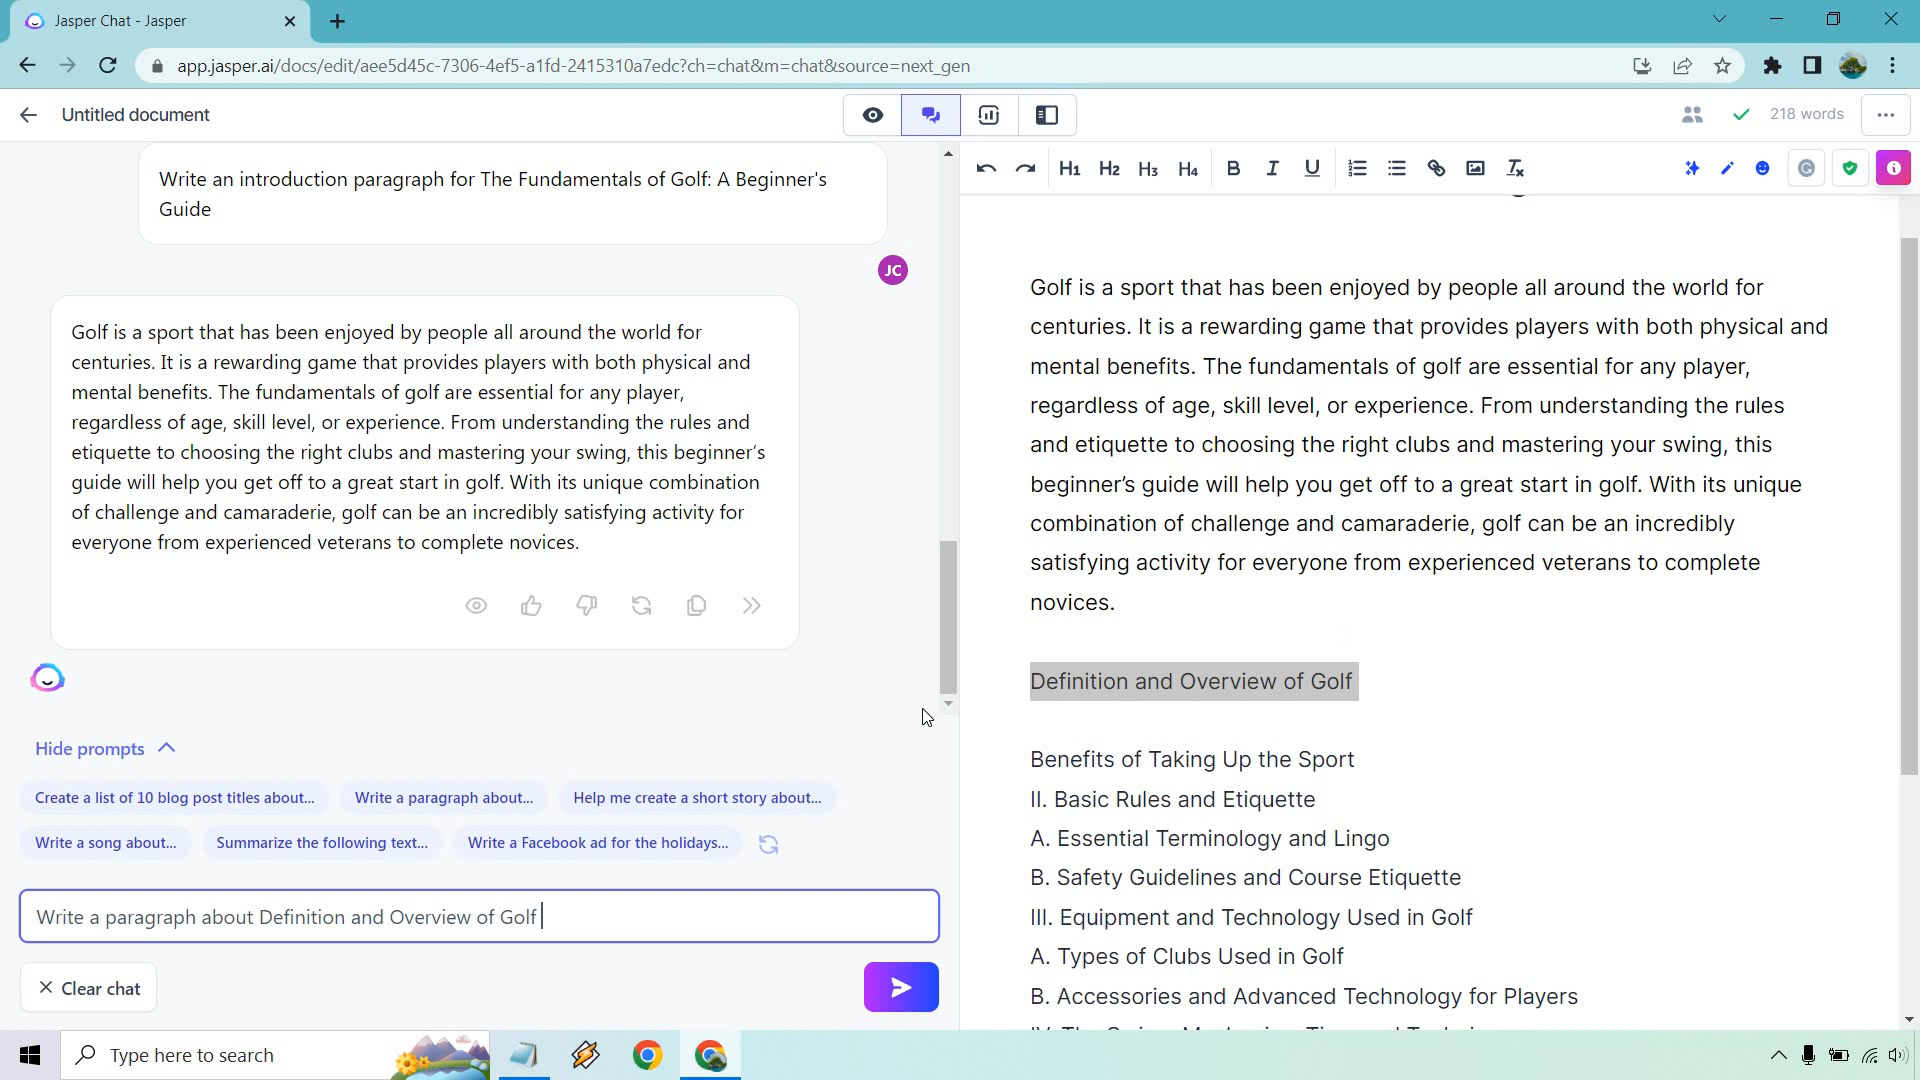 Jasper Chat - Jasper
app.jasper.ai/docs/edit/aee5d45c-7306-4ef5-a1fd-2415310a7edc?ch=chat&m=chat&source=next_gen
Untitled document
218 words
Write an introduction paragraph for The Fundamentals of Golf: A Beginner's
Guide
JC
Golf is a sport that has been enjoyed by people all around the world for
centuries. It is a rewarding game that provides players with both physical and
mental benefits. The fundamentals of golf are essential for any player,
regardless of age, skill level, or experience. From understanding the rules and
etiquette to choosing the right clubs and mastering your swing, this beginner’s
guide will help you get off to a great start in golf. With its unique combination
of challenge and camaraderie, golf can be an incredibly satisfying activity for
everyone from experienced veterans to complete novices.
Hide prompts
Create a list of 10 blog post titles about... Write a paragraph about... Help me create a short story about...
Write a song about... Summarize the following text... Write a Facebook ad for the holidays...
Write a paragraph about Definition and Overview of Golf
Clear chat
H1 H2 H3 H4 B I U
Golf is a sport that has been enjoyed by people all around the world for
centuries. It is a rewarding game that provides players with both physical and
mental benefits. The fundamentals of golf are essential for any player,
regardless of age, skill level, or experience. From understanding the rules
and etiquette to choosing the right clubs and mastering your swing, this
beginner’s guide will help you get off to a great start in golf. With its unique
combination of challenge and camaraderie, golf can be an incredibly
satisfying activity for everyone from experienced veterans to complete
novices.
Definition and Overview of Golf
Benefits of Taking Up the Sport
II. Basic Rules and Etiquette
A. Essential Terminology and Lingo
B. Safety Guidelines and Course Etiquette
III. Equipment and Technology Used in Golf
A. Types of Clubs Used in Golf
B. Accessories and Advanced Technology for Players
Type here to search